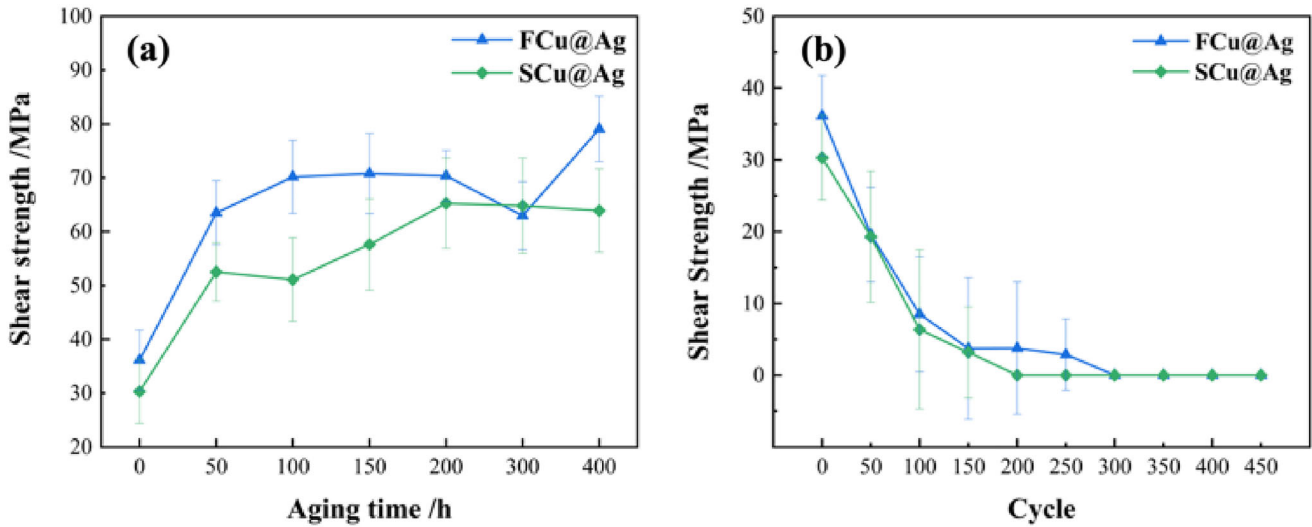 (a)
FCu@Ag
SCu@Ag
Shear strength /MPa
100
90
80
70
60
50
40
30
20
0 50 100 150 200 300 400
Aging time /h
(b)
FCu@Ag
SCu@Ag
Shear Strength /MPa
50
40
30
20
10
0
0 50 100 150 200 250 300 350 400 450
Cycle